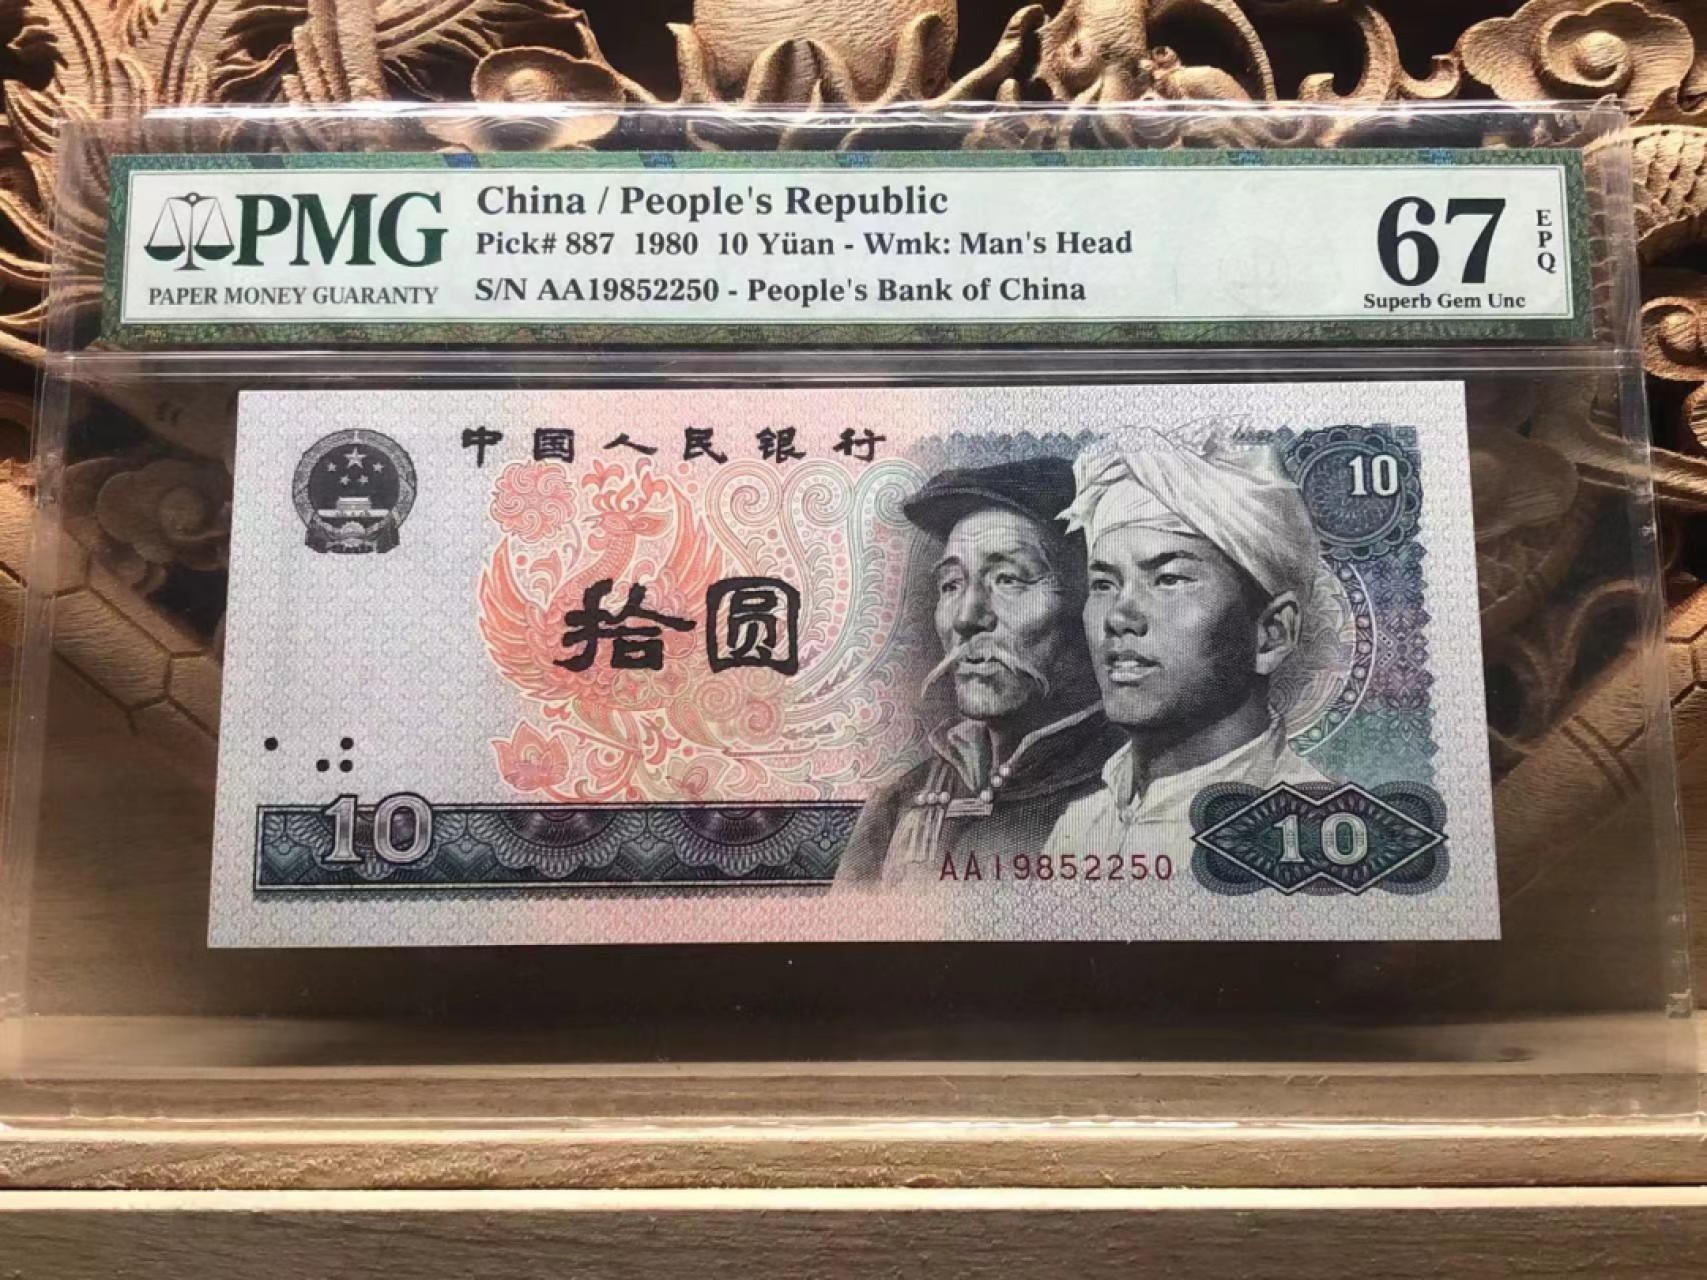 PMG
PAPER MONEY GUARANTY
China / People's Republic
Pick# 887 1980 10 Yüan - Wmk: Man's Head
S/N AA19852250 - People's Bank of China
67
EPQ
Superb Gem Unc
中国人民银行
10
拾圆
10
AA19852250
10